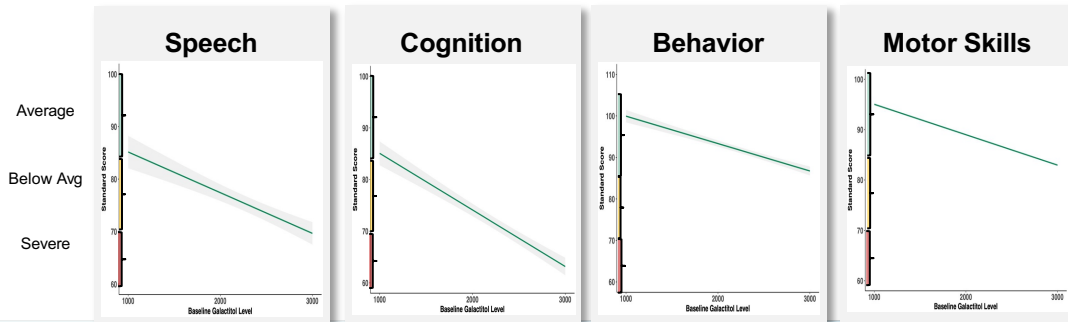 Speech
Cognition
Behavior
Motor Skills
Average
Below Avg
Severe
Standard Score
100
90
80
70
60
1000
2000
3000
Baseline Galactitol Level
Standard Score
100
90
80
70
60
1000
2000
3000
Baseline Galactitol Level
Standard Score
110
100
90
80
70
60
1000
2000
3000
Baseline Galactitol Level
Standard Score
100
90
80
70
60
1000
2000
3000
Baseline Galactitol Level